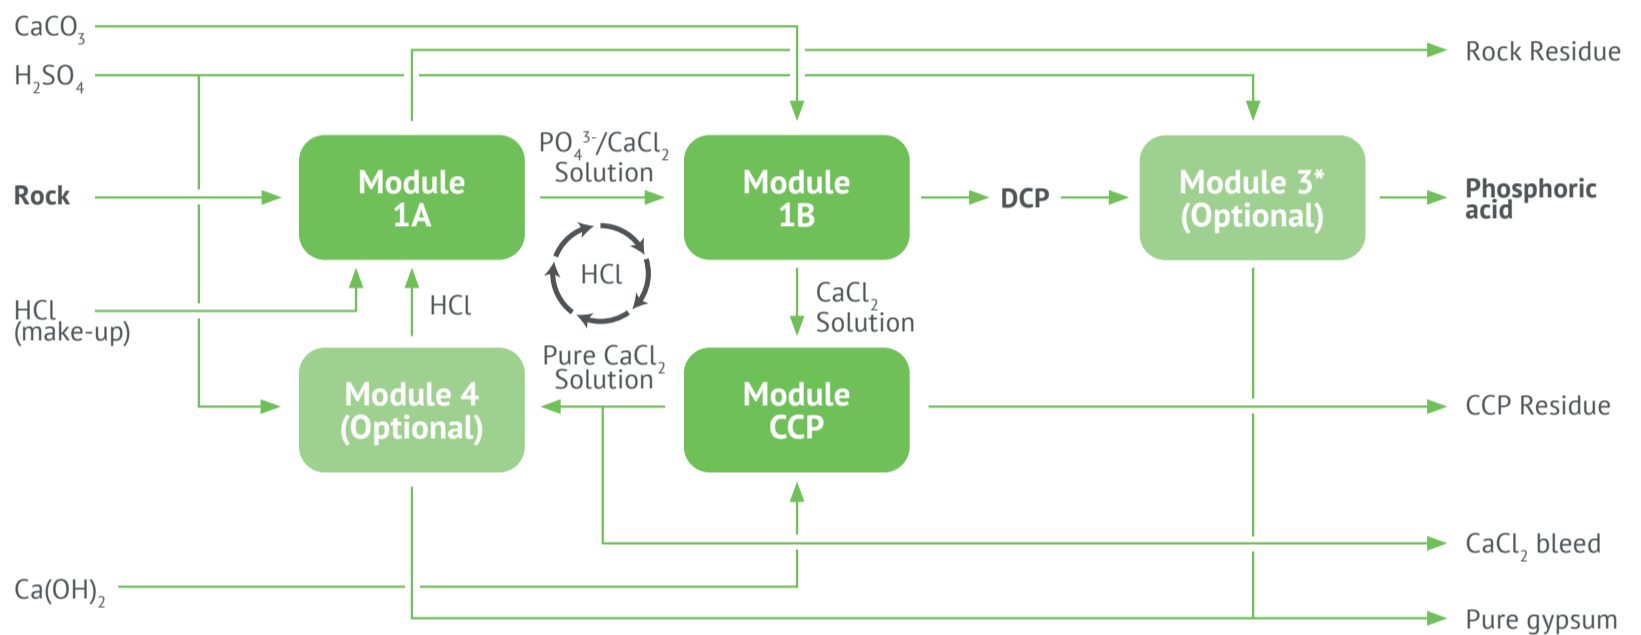 CaCO₃
H₂SO₄
Rock Residue
PO₄³⁻/CaCl₂
Solution
Module
1A
Module
1B
Module 3*
(Optional)
Rock
DCP
Phosphoric
acid
HCl
HCl
(make-up)
HCl
CaCl₂
Solution
Pure CaCl₂
Solution
Module 4
(Optional)
Module
CCP
CCP Residue
CaCl₂ bleed
Ca(OH)₂
Pure gypsum